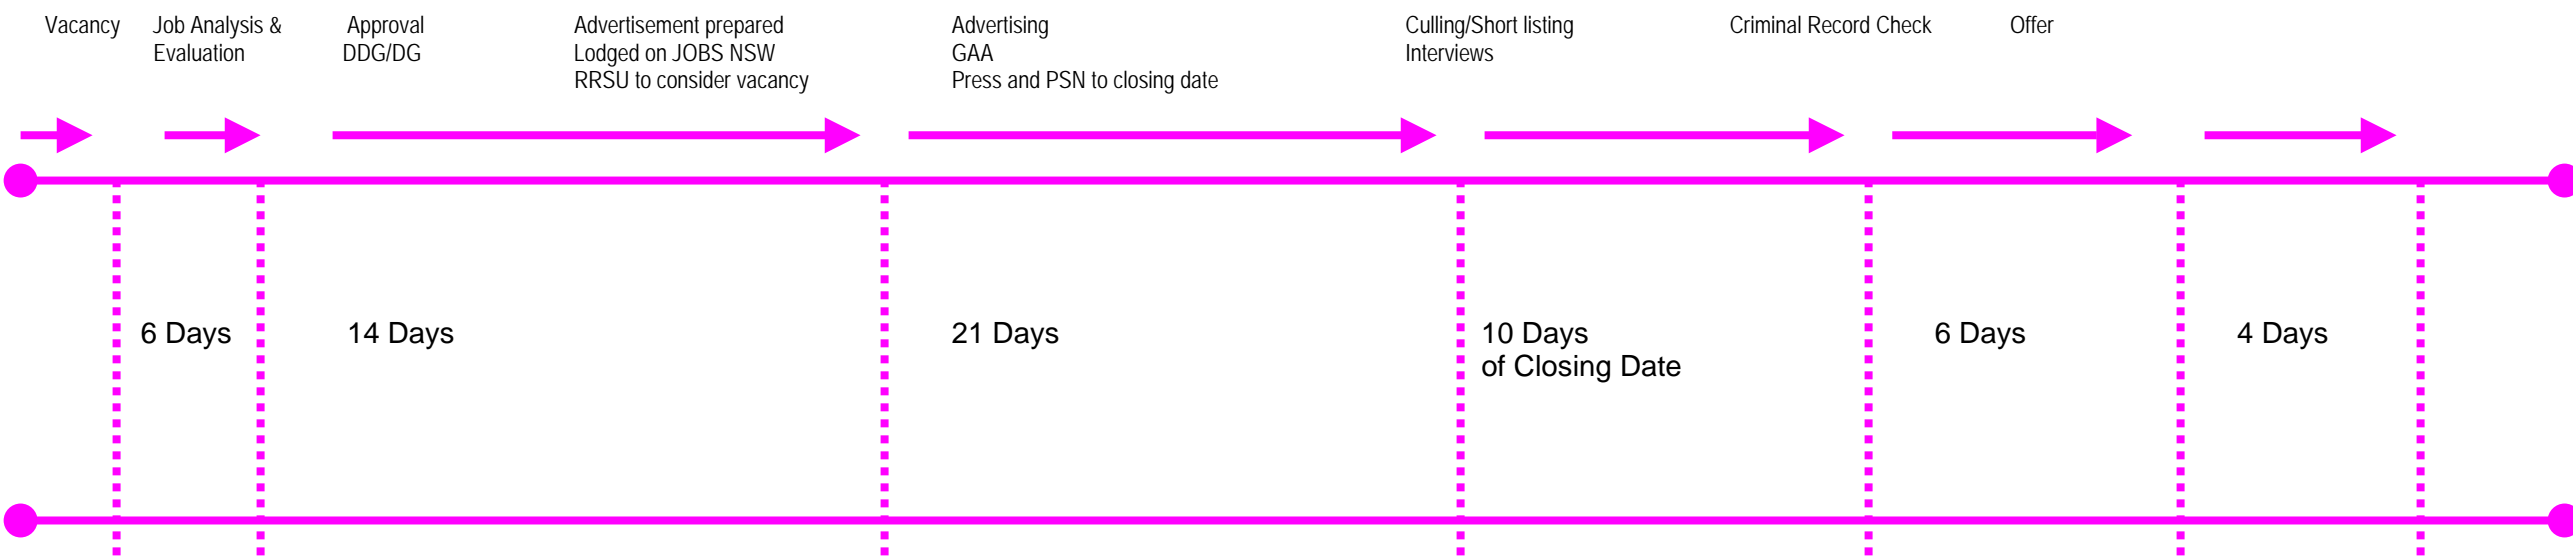 Vacancy
Job Analysis &
Evaluation
Approval
DDG/DG
Advertisement prepared
Lodged on JOBS NSW
RRSU to consider vacancy
Advertising
GAA
Press and PSN to closing date
Culling/Short listing
Interviews
Criminal Record Check
Offer
6 Days
14 Days
21 Days
10 Days
of Closing Date
6 Days
4 Days